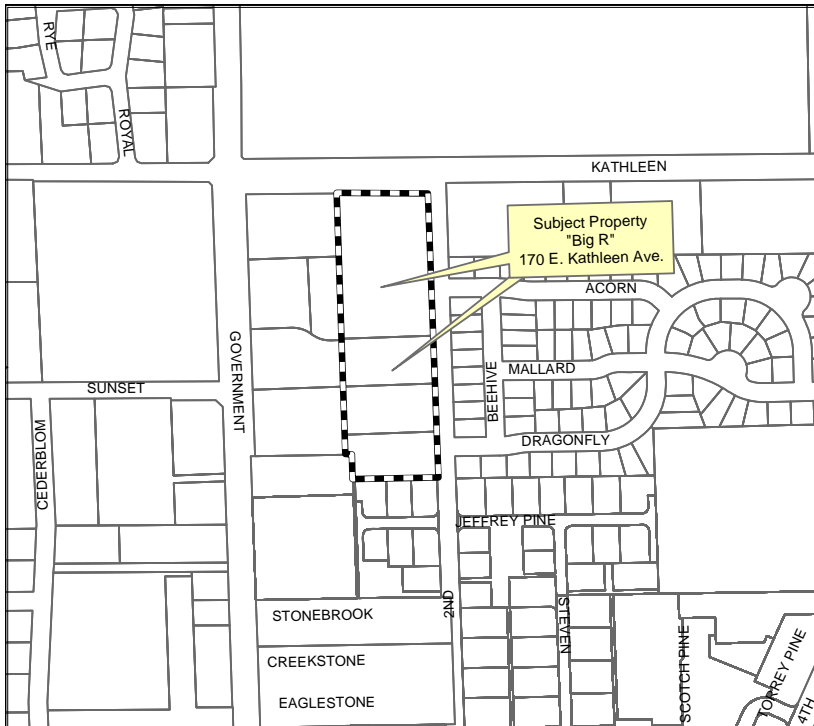 RYE
ROYAL
KATHLEEN
Subject Property
"Big R"
170 E. Kathleen Ave.
ACORN
GOVERNMENT
MALLARD
BEEHIVE
SUNSET
DRAGONFLY
CEDERBLOM
JEFFREY PINE
2ND
STEVEN
STONEBROOK
CREEKSTONE
EAGLESTONE
SCOTCH PINE
TORREY PINE
4TH